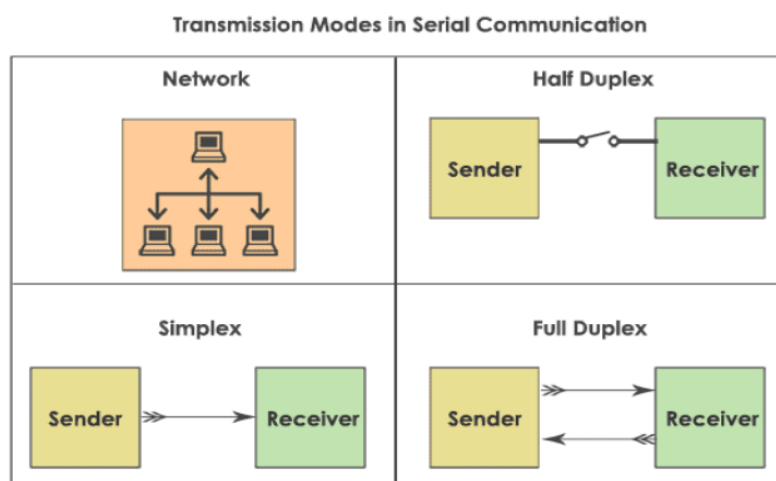 Transmission Modes in Serial Communication
Network
Half Duplex
Sender
Receiver
Simplex
Full Duplex
Sender
Receiver
Sender
Receiver